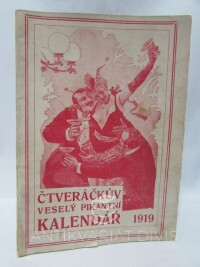 ČTVERÁČKŮV
VESELÝ PIKANTNÍ
KALENDÁŘ 1919